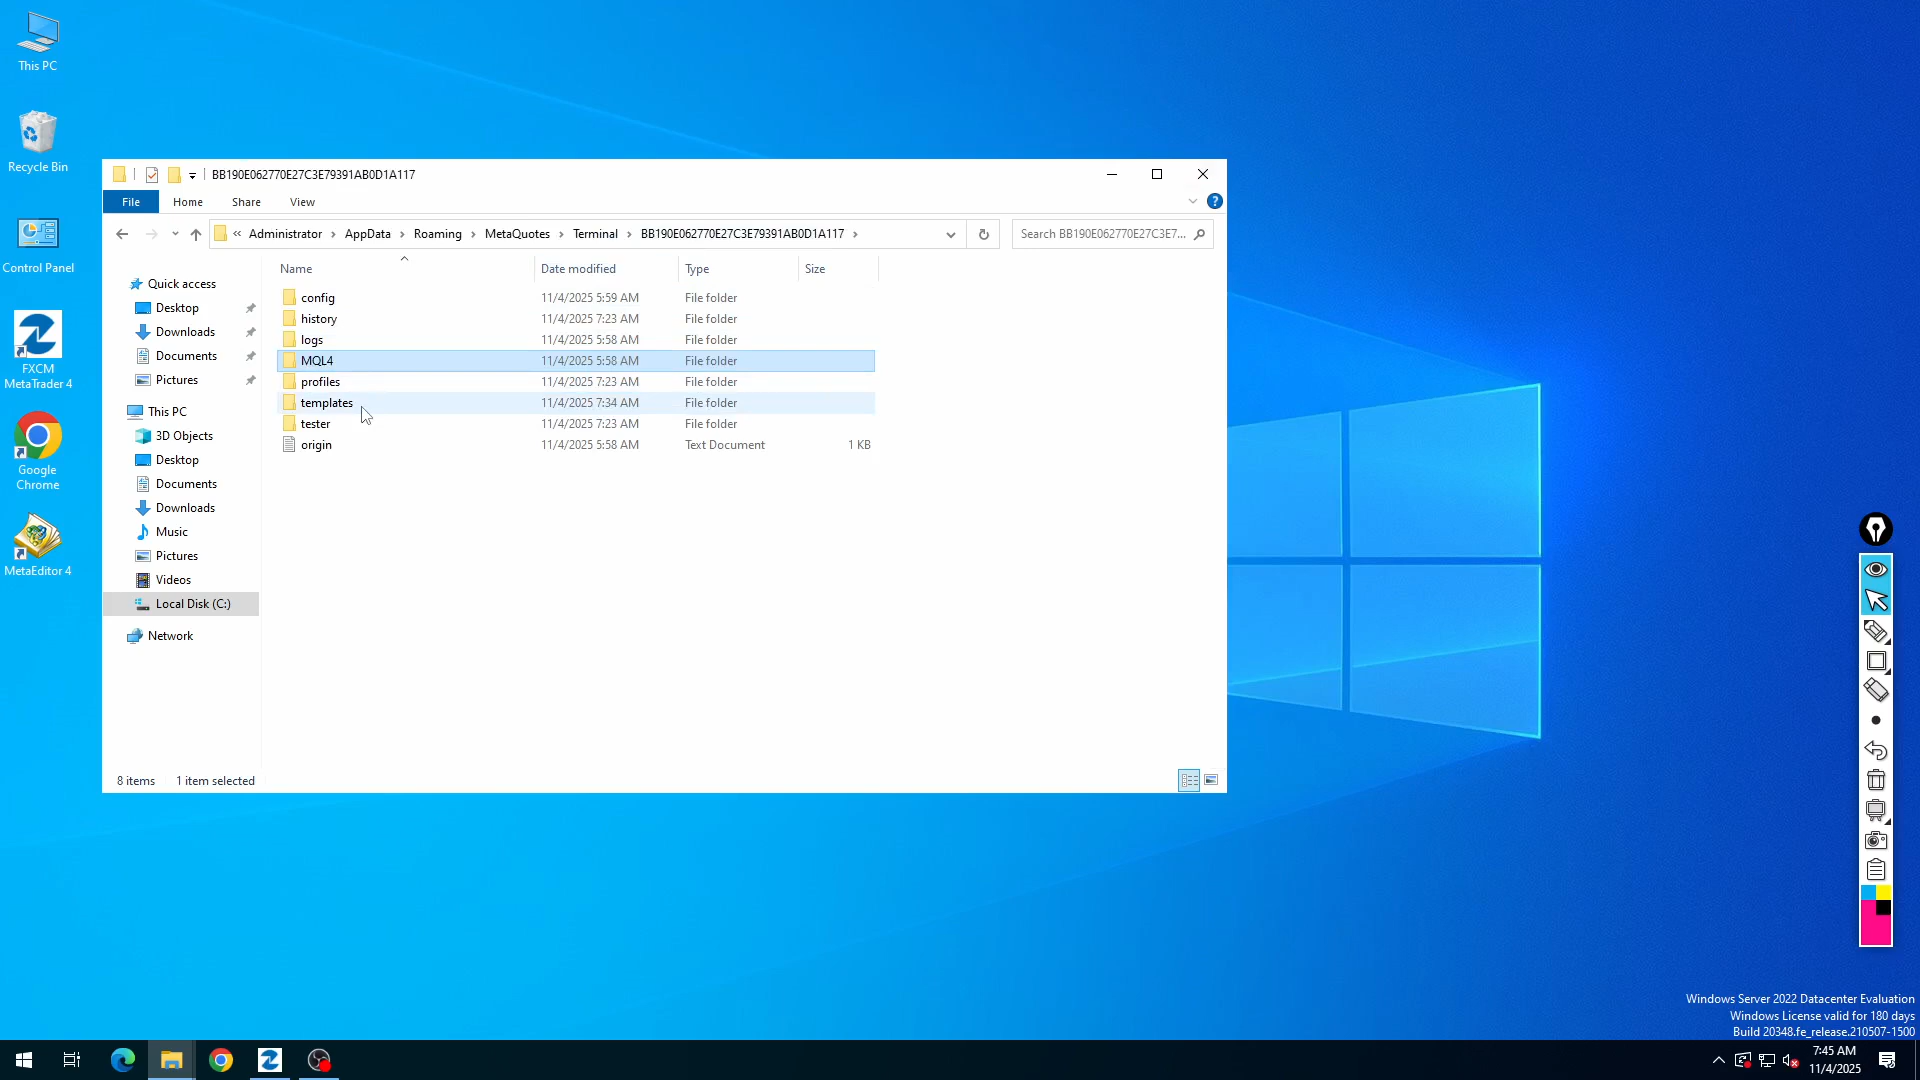 This PC
Recycle Bin
Control Panel
FXCM
MetaTrader 4
Google
Chrome
MetaEditor 4
BB190E062770E27C3E79391AB0D1A117
File Home Share View
« Administrator › AppData › Roaming › MetaQuotes › Terminal › BB190E062770E27C3E79391AB0D1A117 ›
Search BB190E062770E27C3E7...
Quick access
Desktop
Downloads
Documents
Pictures
This PC
3D Objects
Desktop
Documents
Downloads
Music
Pictures
Videos
Local Disk (C:)
Network
Name Date modified Type Size
config 11/4/2025 5:59 AM File folder
history 11/4/2025 7:23 AM File folder
logs 11/4/2025 5:58 AM File folder
MQL4 11/4/2025 5:58 AM File folder
profiles 11/4/2025 7:23 AM File folder
templates 11/4/2025 7:34 AM File folder
tester 11/4/2025 7:23 AM File folder
origin 11/4/2025 5:58 AM Text Document 1 KB
8 items 1 item selected
Windows Server 2022 Datacenter Evaluation
Windows License valid for 180 days
Build 20348.fe_release.210507-1500
7:45 AM
11/4/2025